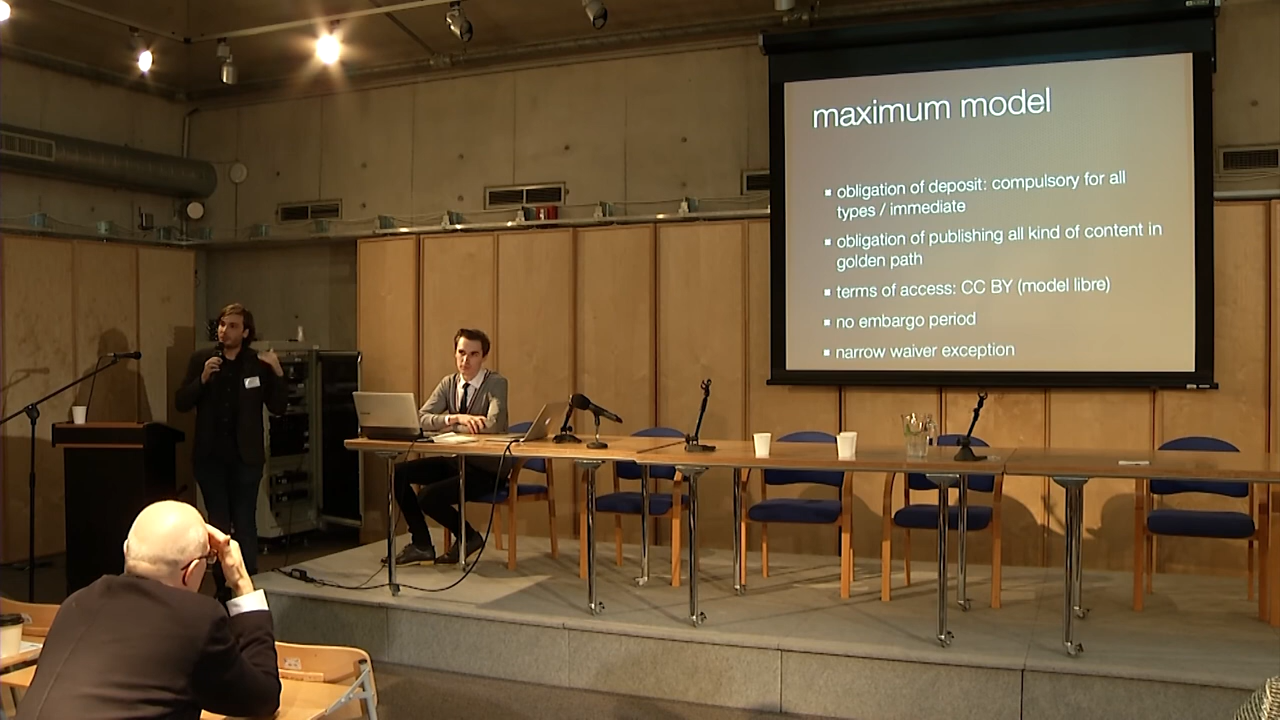 maximum model
▪ obligation of deposit: compulsory for all
types / immediate
▪ obligation of publishing all kind of content in
golden path
▪ terms of access: CC BY (model libre)
▪ no embargo period
▪ narrow waiver exception